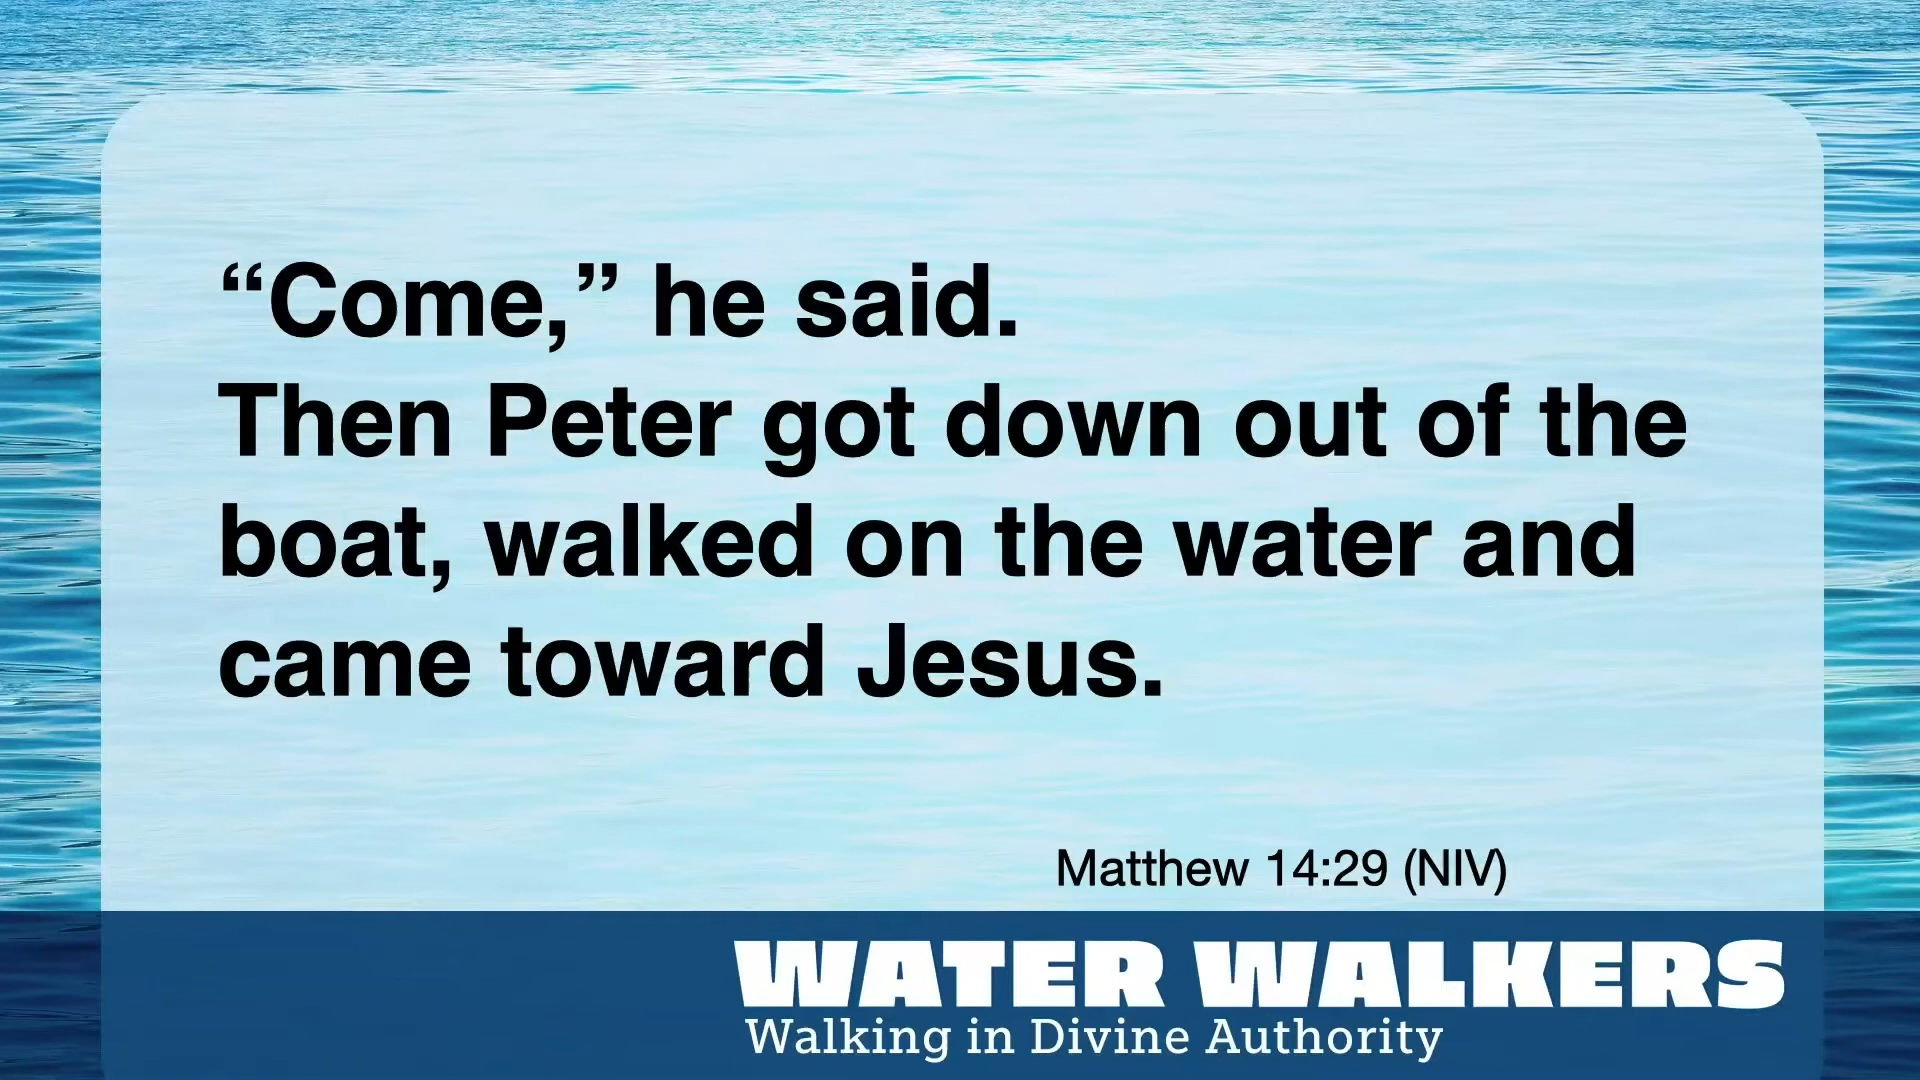 “Come,” he said.
Then Peter got down out of the
boat, walked on the water and
came toward Jesus.
Matthew 14:29 (NIV)
WATER WALKERS
Walking in Divine Authority